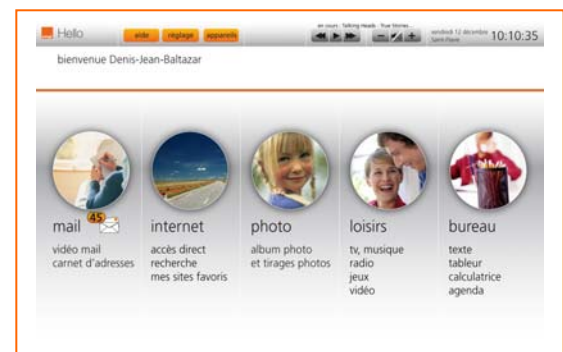 Hello
aide
réglage
appareils
en cours : Talking Heads - True Stories...
vendredi 12 décembre
10:10:35
bienvenue Denis-Jean-Baltazar
mail
45
vidéo mail
carnet d'adresses
internet
accès direct
recherche
mes sites favoris
photo
album photo
et tirages photos
loisirs
tv, musique
radio
jeux
vidéo
bureau
texte
tableur
calculatrice
agenda